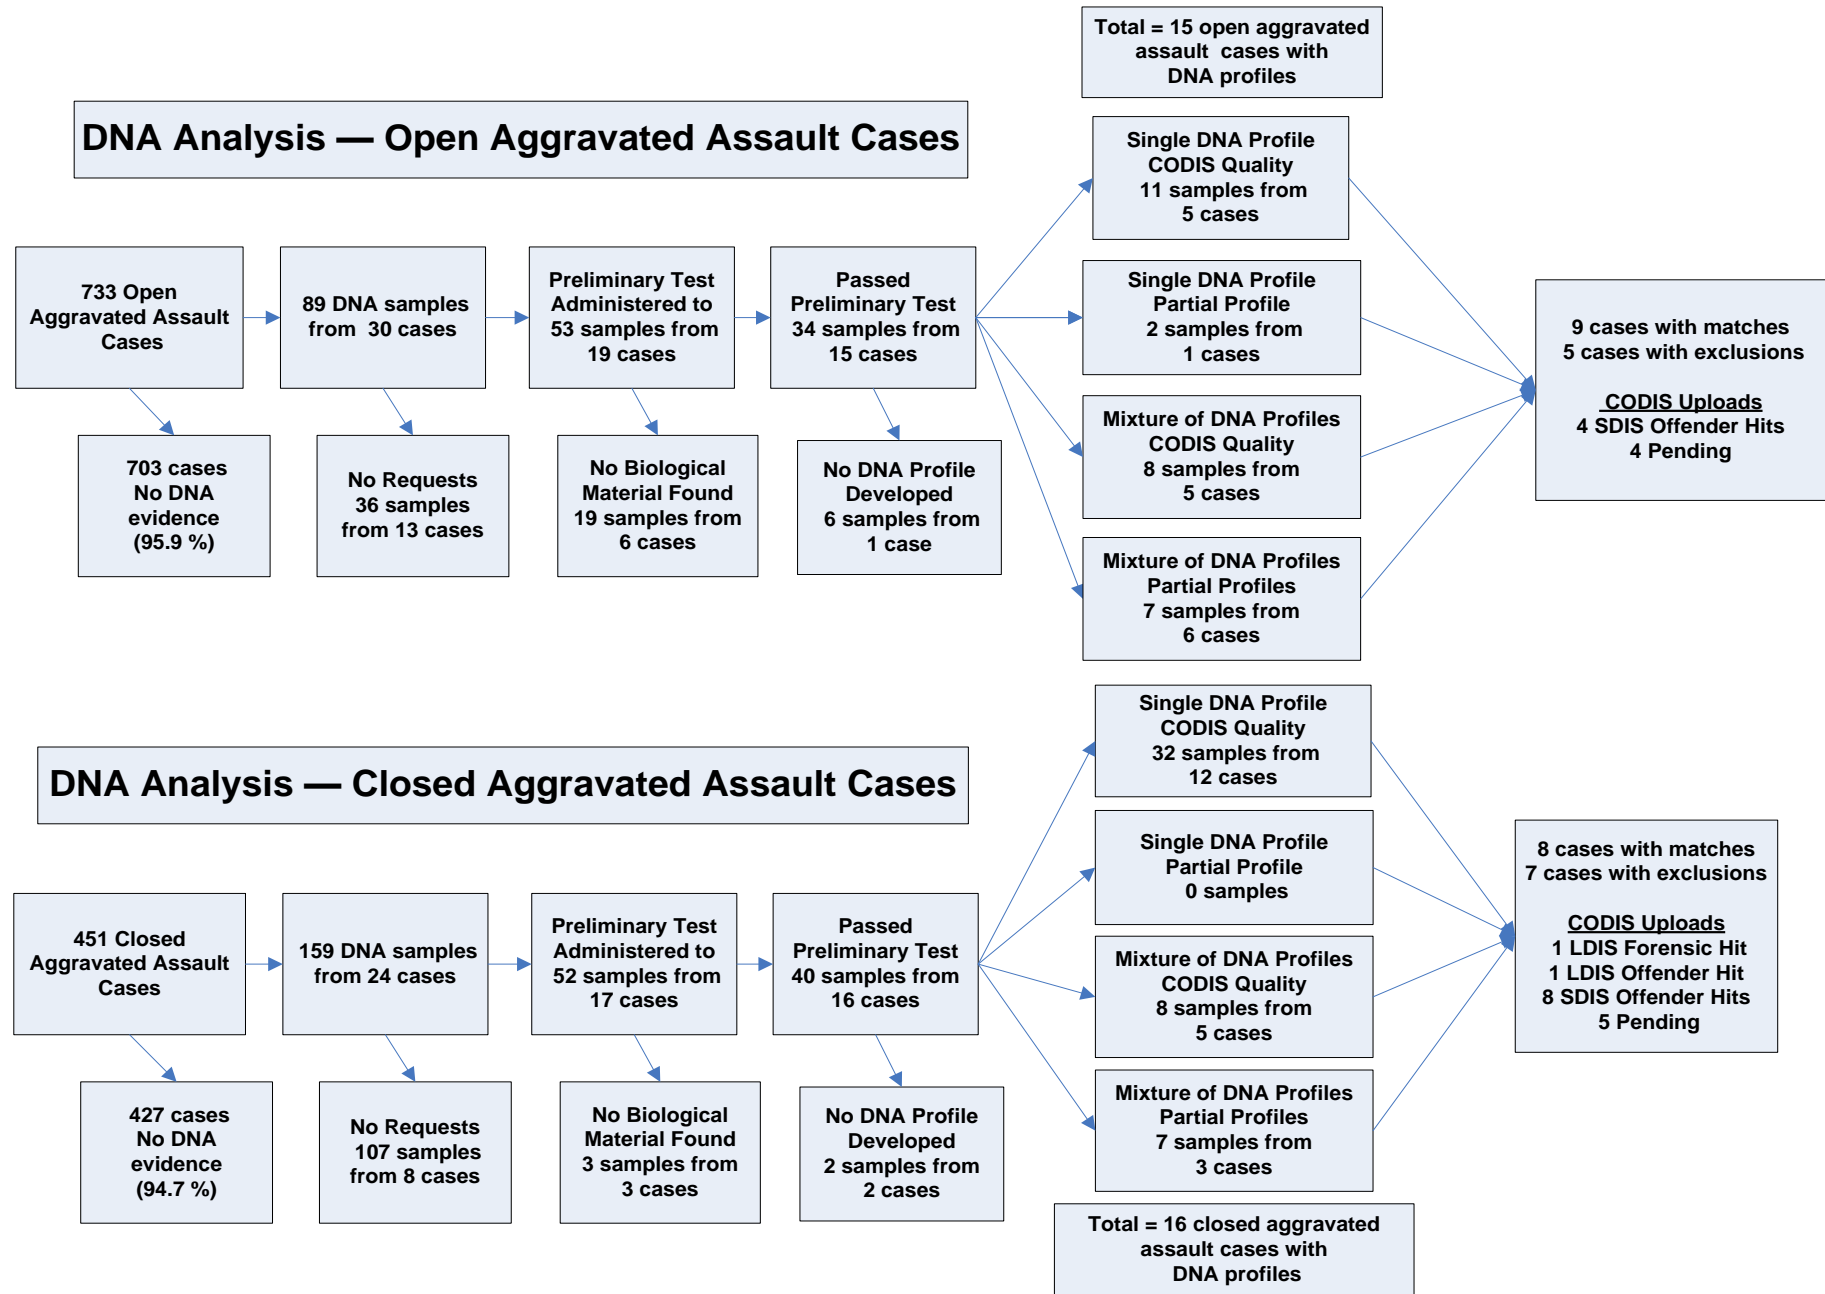 Total = 15 open aggravated
assault cases with
DNA profiles
DNA Analysis — Open Aggravated Assault Cases
733 Open
Aggravated Assault
Cases
89 DNA samples
from 30 cases
Preliminary Test
Administered to
53 samples from
19 cases
Passed
Preliminary Test
34 samples from
15 cases
703 cases
No DNA
evidence
(95.9 %)
No Requests
36 samples
from 13 cases
No Biological
Material Found
19 samples from
6 cases
No DNA Profile
Developed
6 samples from
1 case
Single DNA Profile
CODIS Quality
11 samples from
5 cases
Single DNA Profile
Partial Profile
2 samples from
1 cases
Mixture of DNA Profiles
CODIS Quality
8 samples from
5 cases
Mixture of DNA Profiles
Partial Profiles
7 samples from
6 cases
9 cases with matches
5 cases with exclusions
CODIS Uploads
4 SDIS Offender Hits
4 Pending
DNA Analysis — Closed Aggravated Assault Cases
451 Closed
Aggravated Assault
Cases
159 DNA samples
from 24 cases
Preliminary Test
Administered to
52 samples from
17 cases
Passed
Preliminary Test
40 samples from
16 cases
427 cases
No DNA
evidence
(94.7 %)
No Requests
107 samples
from 8 cases
No Biological
Material Found
3 samples from
3 cases
No DNA Profile
Developed
2 samples from
2 cases
Single DNA Profile
CODIS Quality
32 samples from
12 cases
Single DNA Profile
Partial Profile
0 samples
Mixture of DNA Profiles
CODIS Quality
8 samples from
5 cases
Mixture of DNA Profiles
Partial Profiles
7 samples from
3 cases
8 cases with matches
7 cases with exclusions
CODIS Uploads
1 LDIS Forensic Hit
1 LDIS Offender Hit
8 SDIS Offender Hits
5 Pending
Total = 16 closed aggravated
assault cases with
DNA profiles